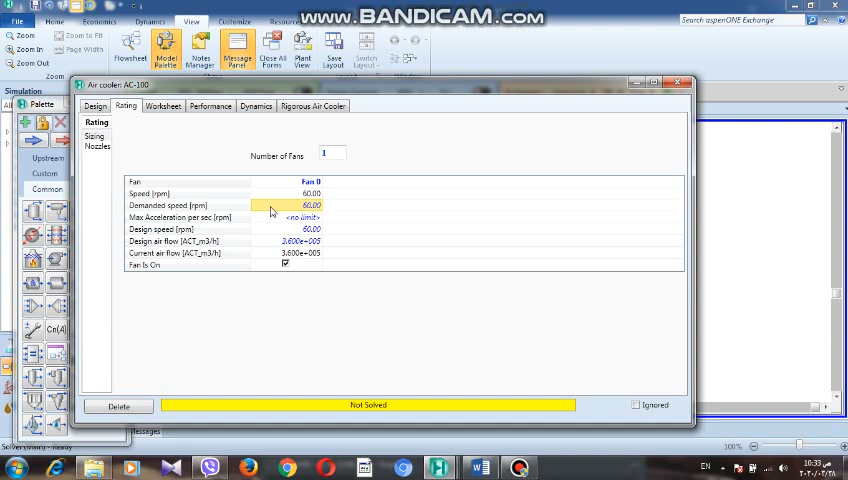 www.BANDICAM.com
File
Home
Economics
Dynamics
View
Customize
Resourc
Search aspenONE Exchange
Zoom
Zoom In
Zoom Out
Zoom to Fit
Page Width
Zoom
Flowsheet
Model Palette
Notes Manager
Message Panel
Close All Forms
Plant View
Save Layout
Switch Layout
Simulation
All
Palette
Upstream
Custom
Common
Cn(A)
Air cooler: AC-100
Design
Rating
Worksheet
Performance
Dynamics
Rigorous Air Cooler
Rating
Sizing
Nozzles
Number of Fans
1
Fan Fan 0
Speed [rpm] 60.00
Demanded speed [rpm] 60.00
Max Acceleration per sec [rpm] <no limit>
Design speed [rpm] 60.00
Design air flow [ACT_m3/h] 3.600e+005
Current air flow [ACT_m3/h] 3.600e+005
Fan Is On
Delete
Not Solved
Ignored
Messages
Solver (Main) - Ready
100%
EN
10:33 ص
٢٠٢٠/٠٣/٢٨